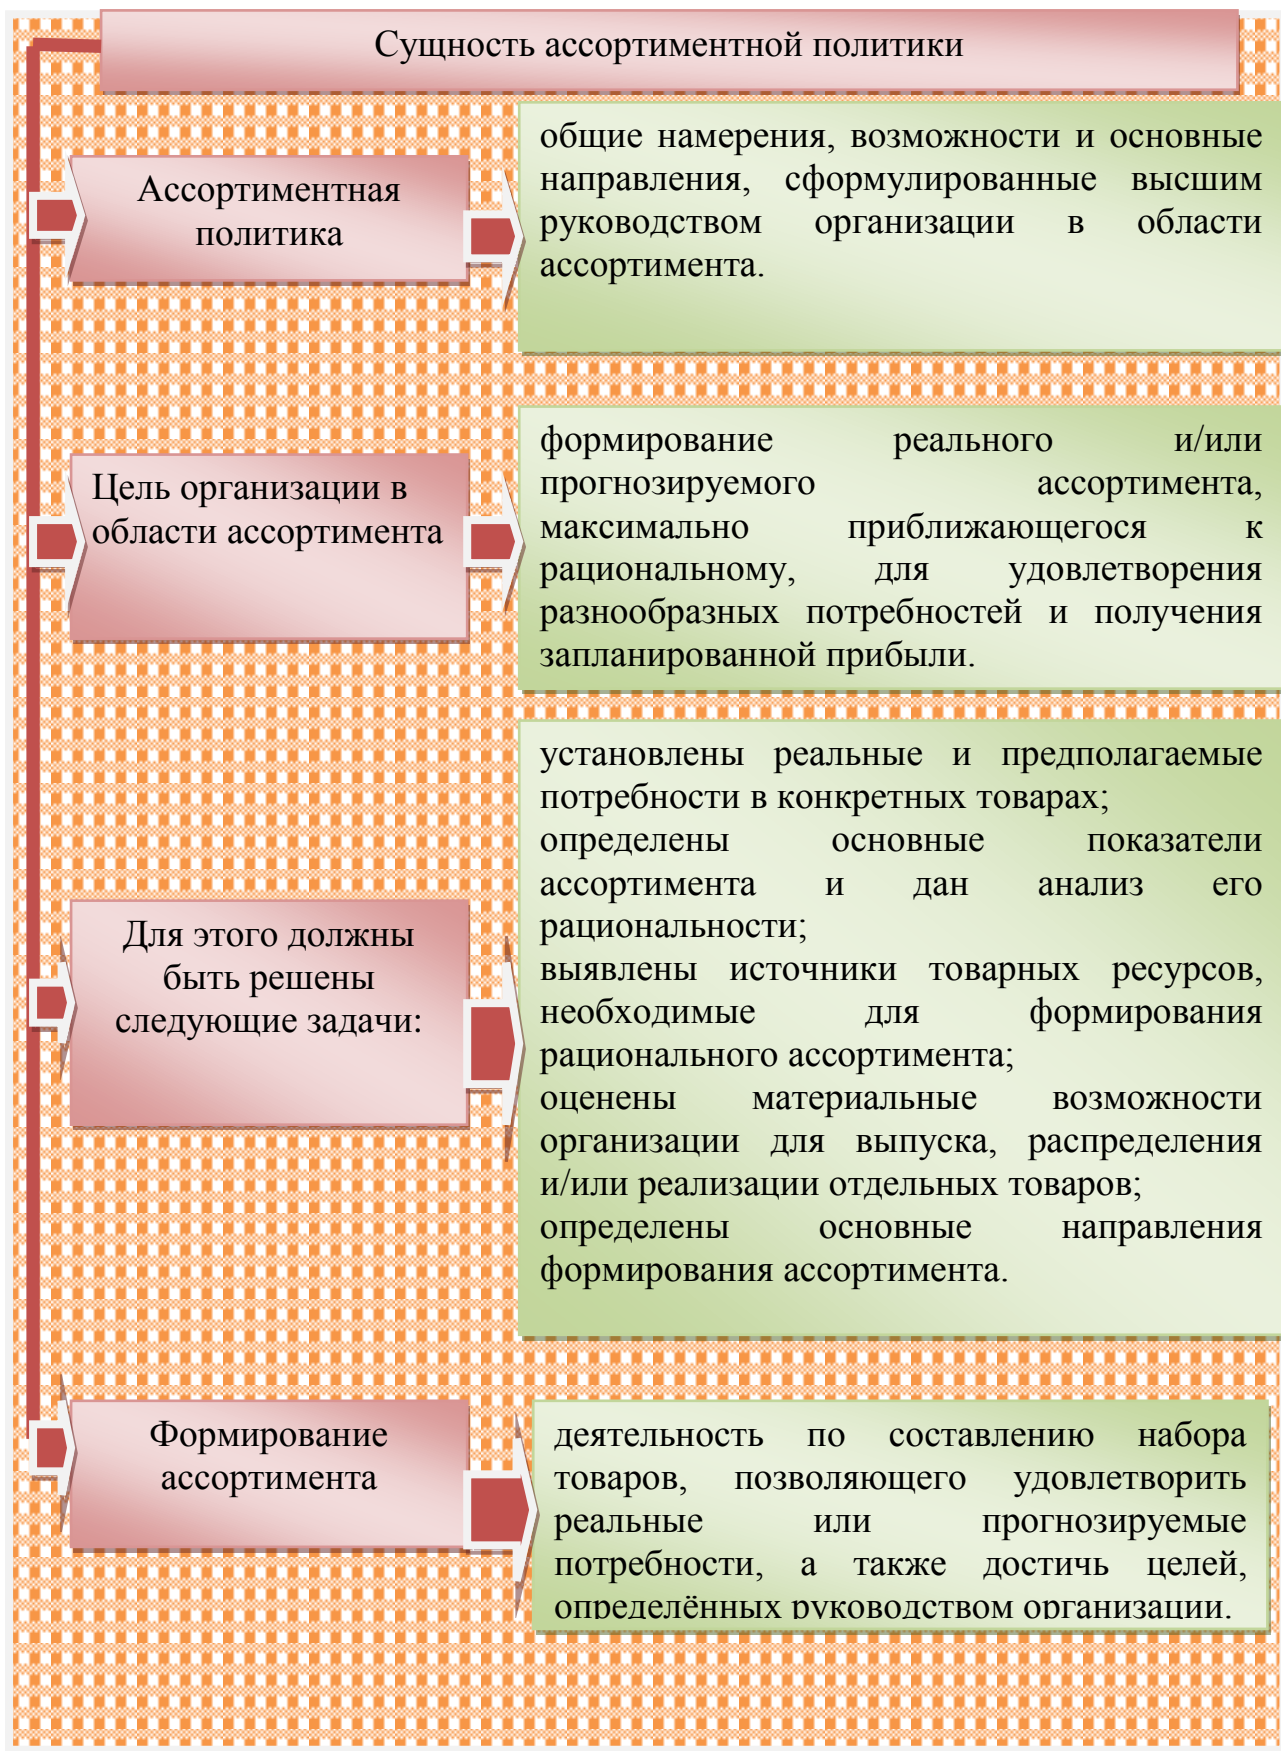 Сущность ассортиментной политики
Ассортиментная
политика
общие намерения, возможности и основные
направления, сформулированные высшим
руководством организации в области
ассортимента.
Цель организации в
области ассортимента
формирование реального и/или
прогнозируемого ассортимента,
максимально приближающегося к
рациональному, для удовлетворения
разнообразных потребностей и получения
запланированной прибыли.
Для этого должны
быть решены
следующие задачи:
установлены реальные и предполагаемые
потребности в конкретных товарах;
определены основные показатели
ассортимента и дан анализ его
рациональности;
выявлены источники товарных ресурсов,
необходимые для формирования
рационального ассортимента;
оценены материальные возможности
организации для выпуска, распределения
и/или реализации отдельных товаров;
определены основные направления
формирования ассортимента.
Формирование
ассортимента
деятельность по составлению набора
товаров, позволяющего удовлетворить
реальные или прогнозируемые
потребности, а также достичь целей,
определённых руководством организации.